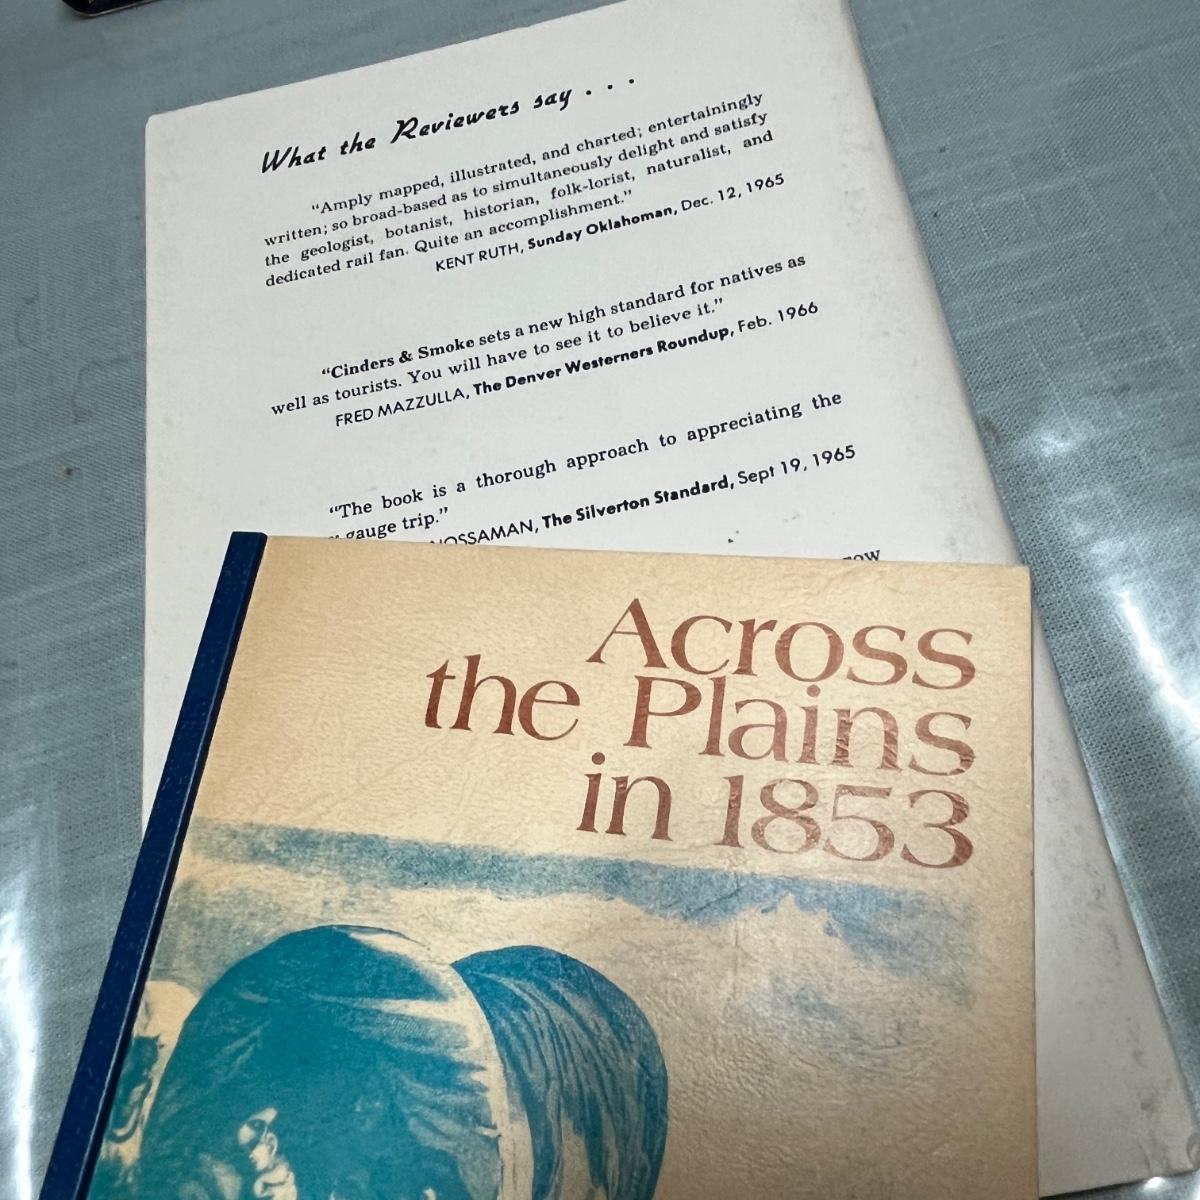 What the Reviewers say . . .
"Amply mapped, illustrated, and charted; entertainingly
written; so broad-based as to simultaneously delight and satisfy
the geologist, botanist, historian, folk-lorist, naturalist, and
dedicated rail fan. Quite an accomplishment."
KENT RUTH, Sunday Oklahoman, Dec. 12, 1965
"Cinders & Smoke sets a new high standard for natives as
well as tourists. You will have to see it to believe it."
FRED MAZZULLA, The Denver Westerners Roundup, Feb. 1966
"The book is a thorough approach to appreciating the
gauge trip."
The Silverton Standard, Sept 19, 1965
Across
the Plains
in 1853